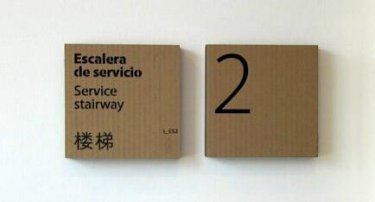 Escalera
de servicio
Service
stairway
楼梯
2